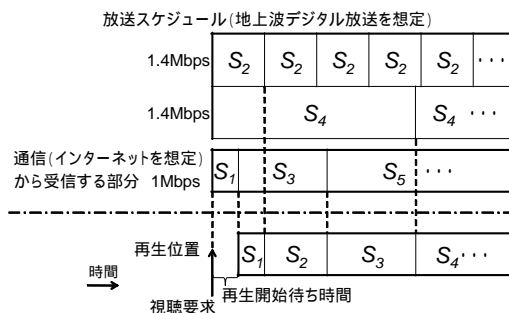 放送スケジュール(地上波デジタル放送を想定)
1.4Mbps S2 S2 S2 S2 S2 ···
1.4Mbps S4 S4 ···
通信(インターネットを想定)
から受信する部分 1Mbps S1 S3 S5 ···
再生位置 S1 S2 S3 S4···
時間
再生開始待ち時間
視聴要求